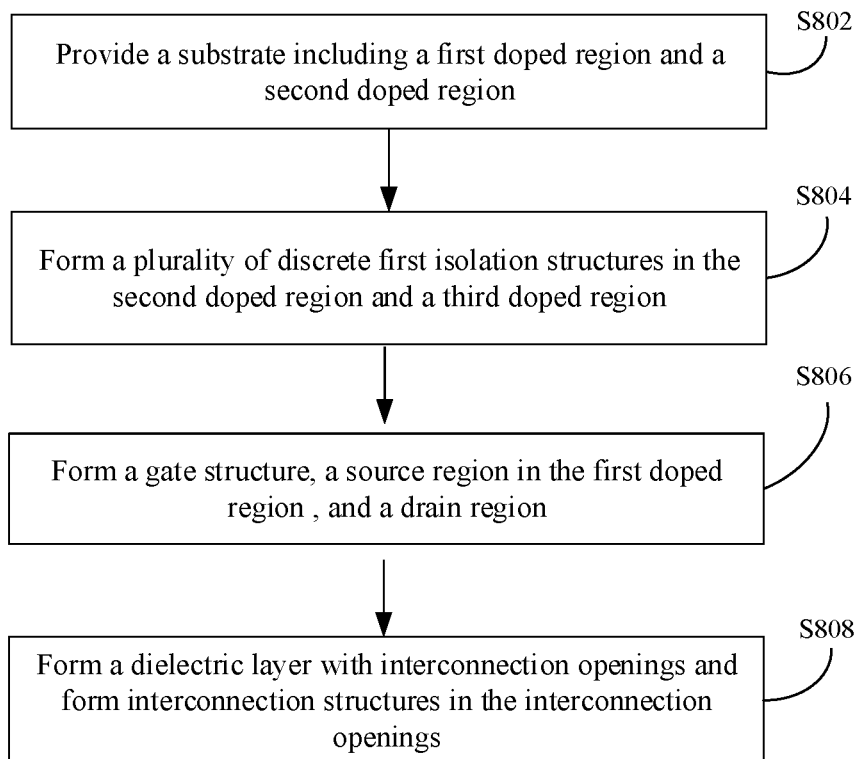 S802
Provide a substrate including a first doped region and a
second doped region
S804
Form a plurality of discrete first isolation structures in the
second doped region and a third doped region
S806
Form a gate structure, a source region in the first doped
region , and a drain region
S808
Form a dielectric layer with interconnection openings and
form interconnection structures in the interconnection
openings